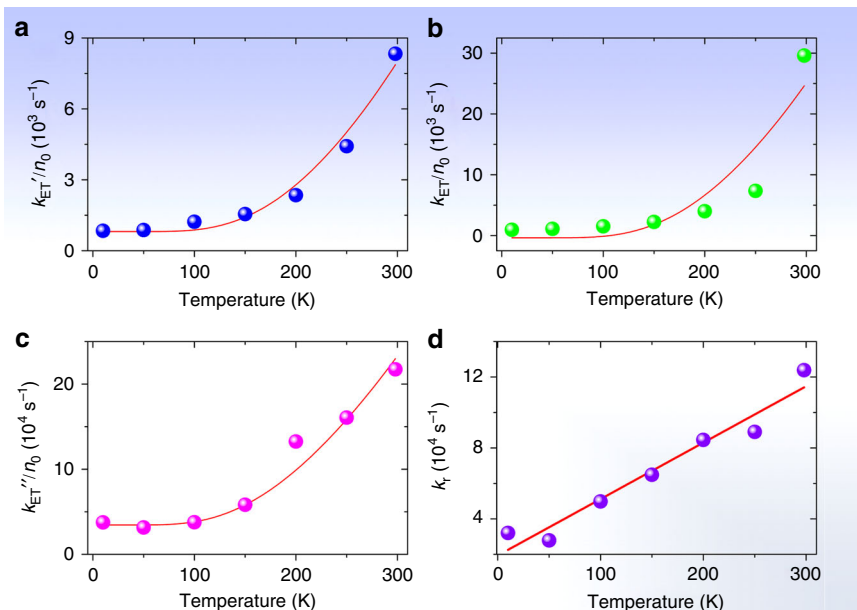 a
k_ET′/n_0 (10^3 s^−1)
9
6
3
0
0 100 200 300
Temperature (K)
b
k_ET/n_0 (10^3 s^−1)
30
20
10
0
0 100 200 300
Temperature (K)
c
k_ET″/n_0 (10^4 s^−1)
20
10
0
0 100 200 300
Temperature (K)
d
k_r (10^4 s^−1)
12
8
4
0 100 200 300
Temperature (K)